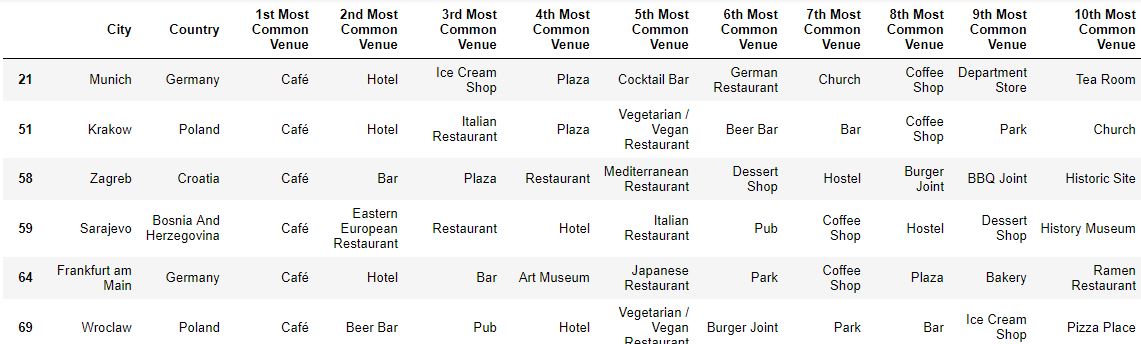 City Country 1st Most Common Venue 2nd Most Common Venue 3rd Most Common Venue 4th Most Common Venue 5th Most Common Venue 6th Most Common Venue 7th Most Common Venue 8th Most Common Venue 9th Most Common Venue 10th Most Common Venue
21 Munich Germany Café Hotel Ice Cream Shop Plaza Cocktail Bar German Restaurant Church Coffee Shop Department Store Tea Room
51 Krakow Poland Café Hotel Italian Restaurant Plaza Vegetarian / Vegan Restaurant Beer Bar Bar Coffee Shop Park Church
58 Zagreb Croatia Café Bar Plaza Restaurant Mediterranean Restaurant Dessert Shop Hostel Burger Joint BBQ Joint Historic Site
59 Sarajevo Bosnia And Herzegovina Café Eastern European Restaurant Restaurant Hotel Italian Restaurant Pub Coffee Shop Hostel Dessert Shop History Museum
64 Frankfurt am Main Germany Café Hotel Bar Art Museum Japanese Restaurant Park Coffee Shop Plaza Bakery Ramen Restaurant
69 Wroclaw Poland Café Beer Bar Pub Hotel Vegetarian / Vegan Restaurant Burger Joint Park Bar Ice Cream Shop Pizza Place